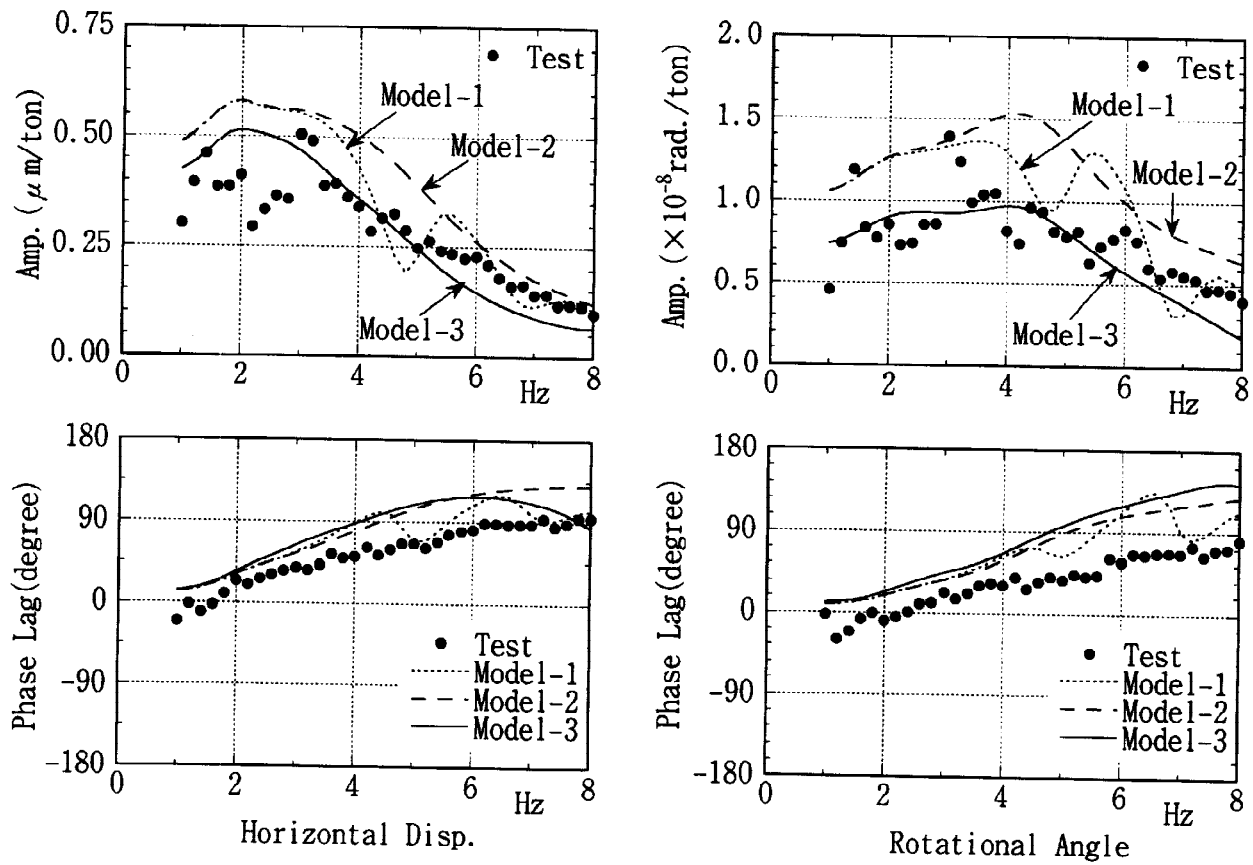 0.75
0.50
0.25
0.00
Amp. (μm/ton)
Test
Model-1
Model-2
Model-3
0 2 4 6 8
Hz
2.0
1.5
1.0
0.5
0.0
Amp. (×10⁻⁸rad./ton)
Test
Model-1
Model-2
Model-3
0 2 4 6 8
Hz
180
90
0
-90
-180
Phase Lag(degree)
Test
Model-1
Model-2
Model-3
0 2 4 6 8
Hz
Horizontal Disp.
180
90
0
-90
-180
Phase Lag(degree)
Test
Model-1
Model-2
Model-3
0 2 4 6 8
Hz
Rotational Angle